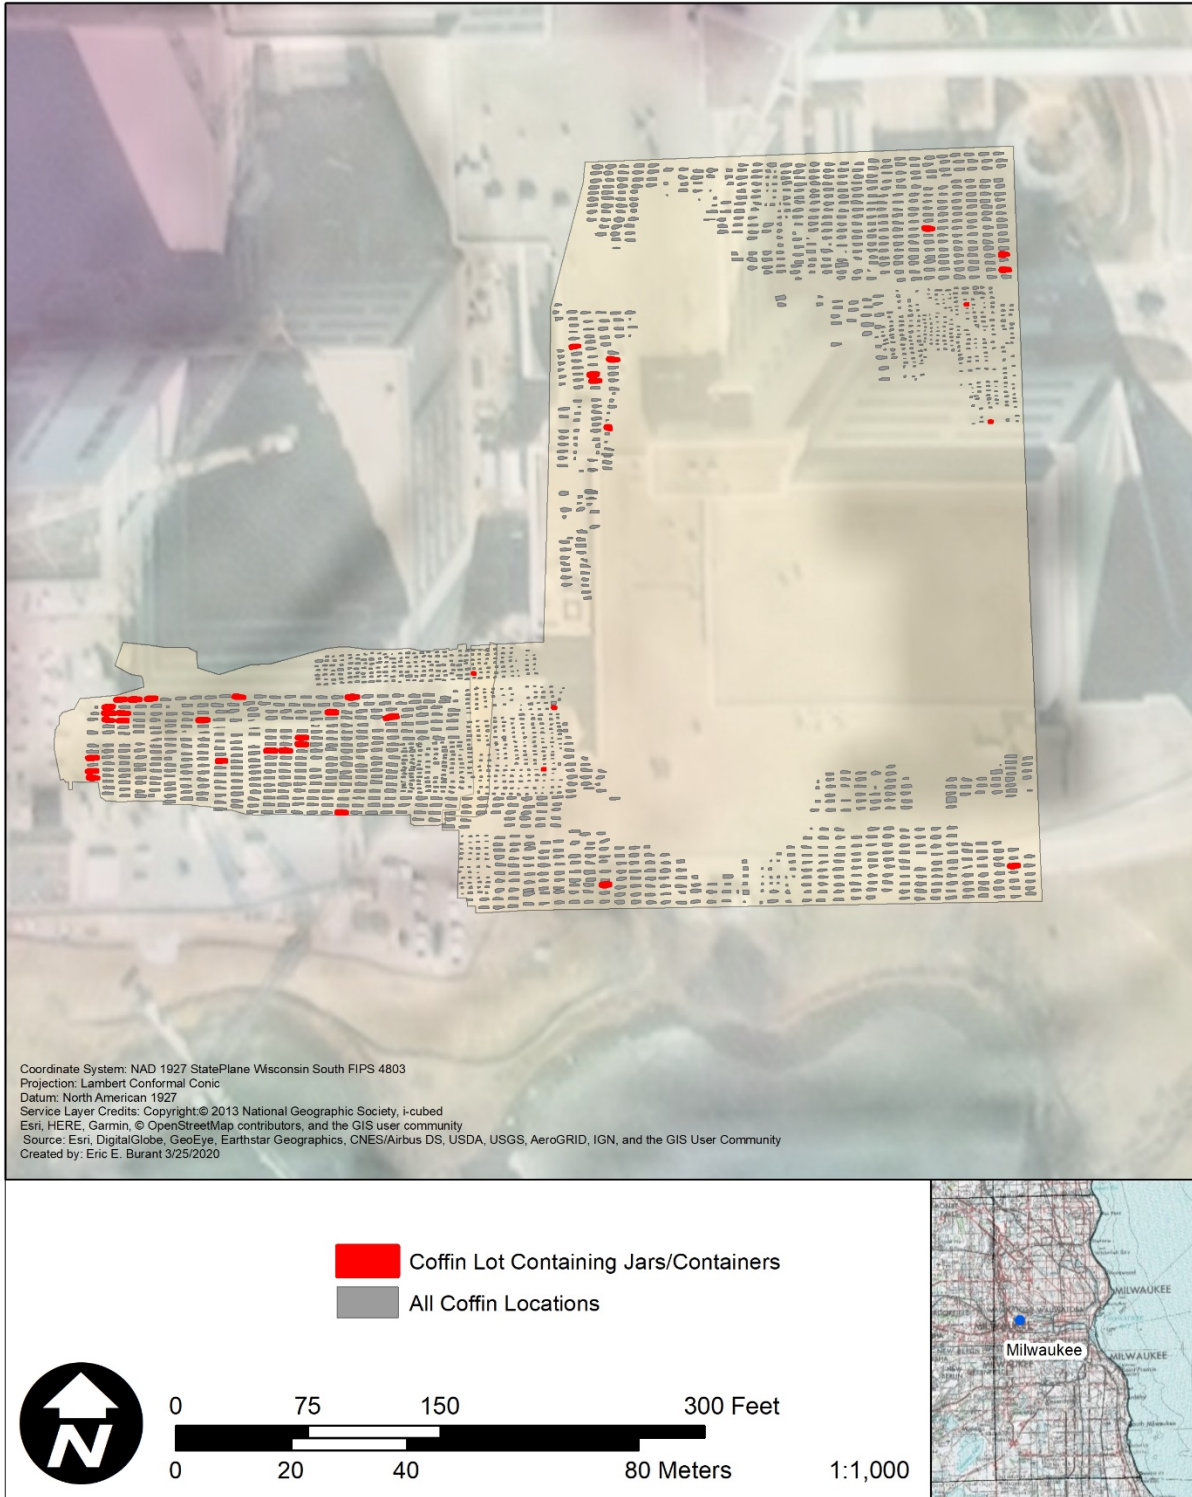 Coordinate System: NAD 1927 StatePlane Wisconsin South FIPS 4803
Projection: Lambert Conformal Conic
Datum: North American 1927
Service Layer Credits: Copyright:© 2013 National Geographic Society, i-cubed
Esri, HERE, Garmin, © OpenStreetMap contributors, and the GIS user community
Source: Esri, DigitalGlobe, GeoEye, Earthstar Geographics, CNES/Airbus DS, USDA, USGS, AeroGRID, IGN, and the GIS User Community
Created by: Eric E. Burant 3/25/2020
Coffin Lot Containing Jars/Containers
All Coffin Locations
N
0 75 150 300 Feet
0 20 40 80 Meters
1:1,000
MILWAUKEE
Milwaukee
MILWAUKEE